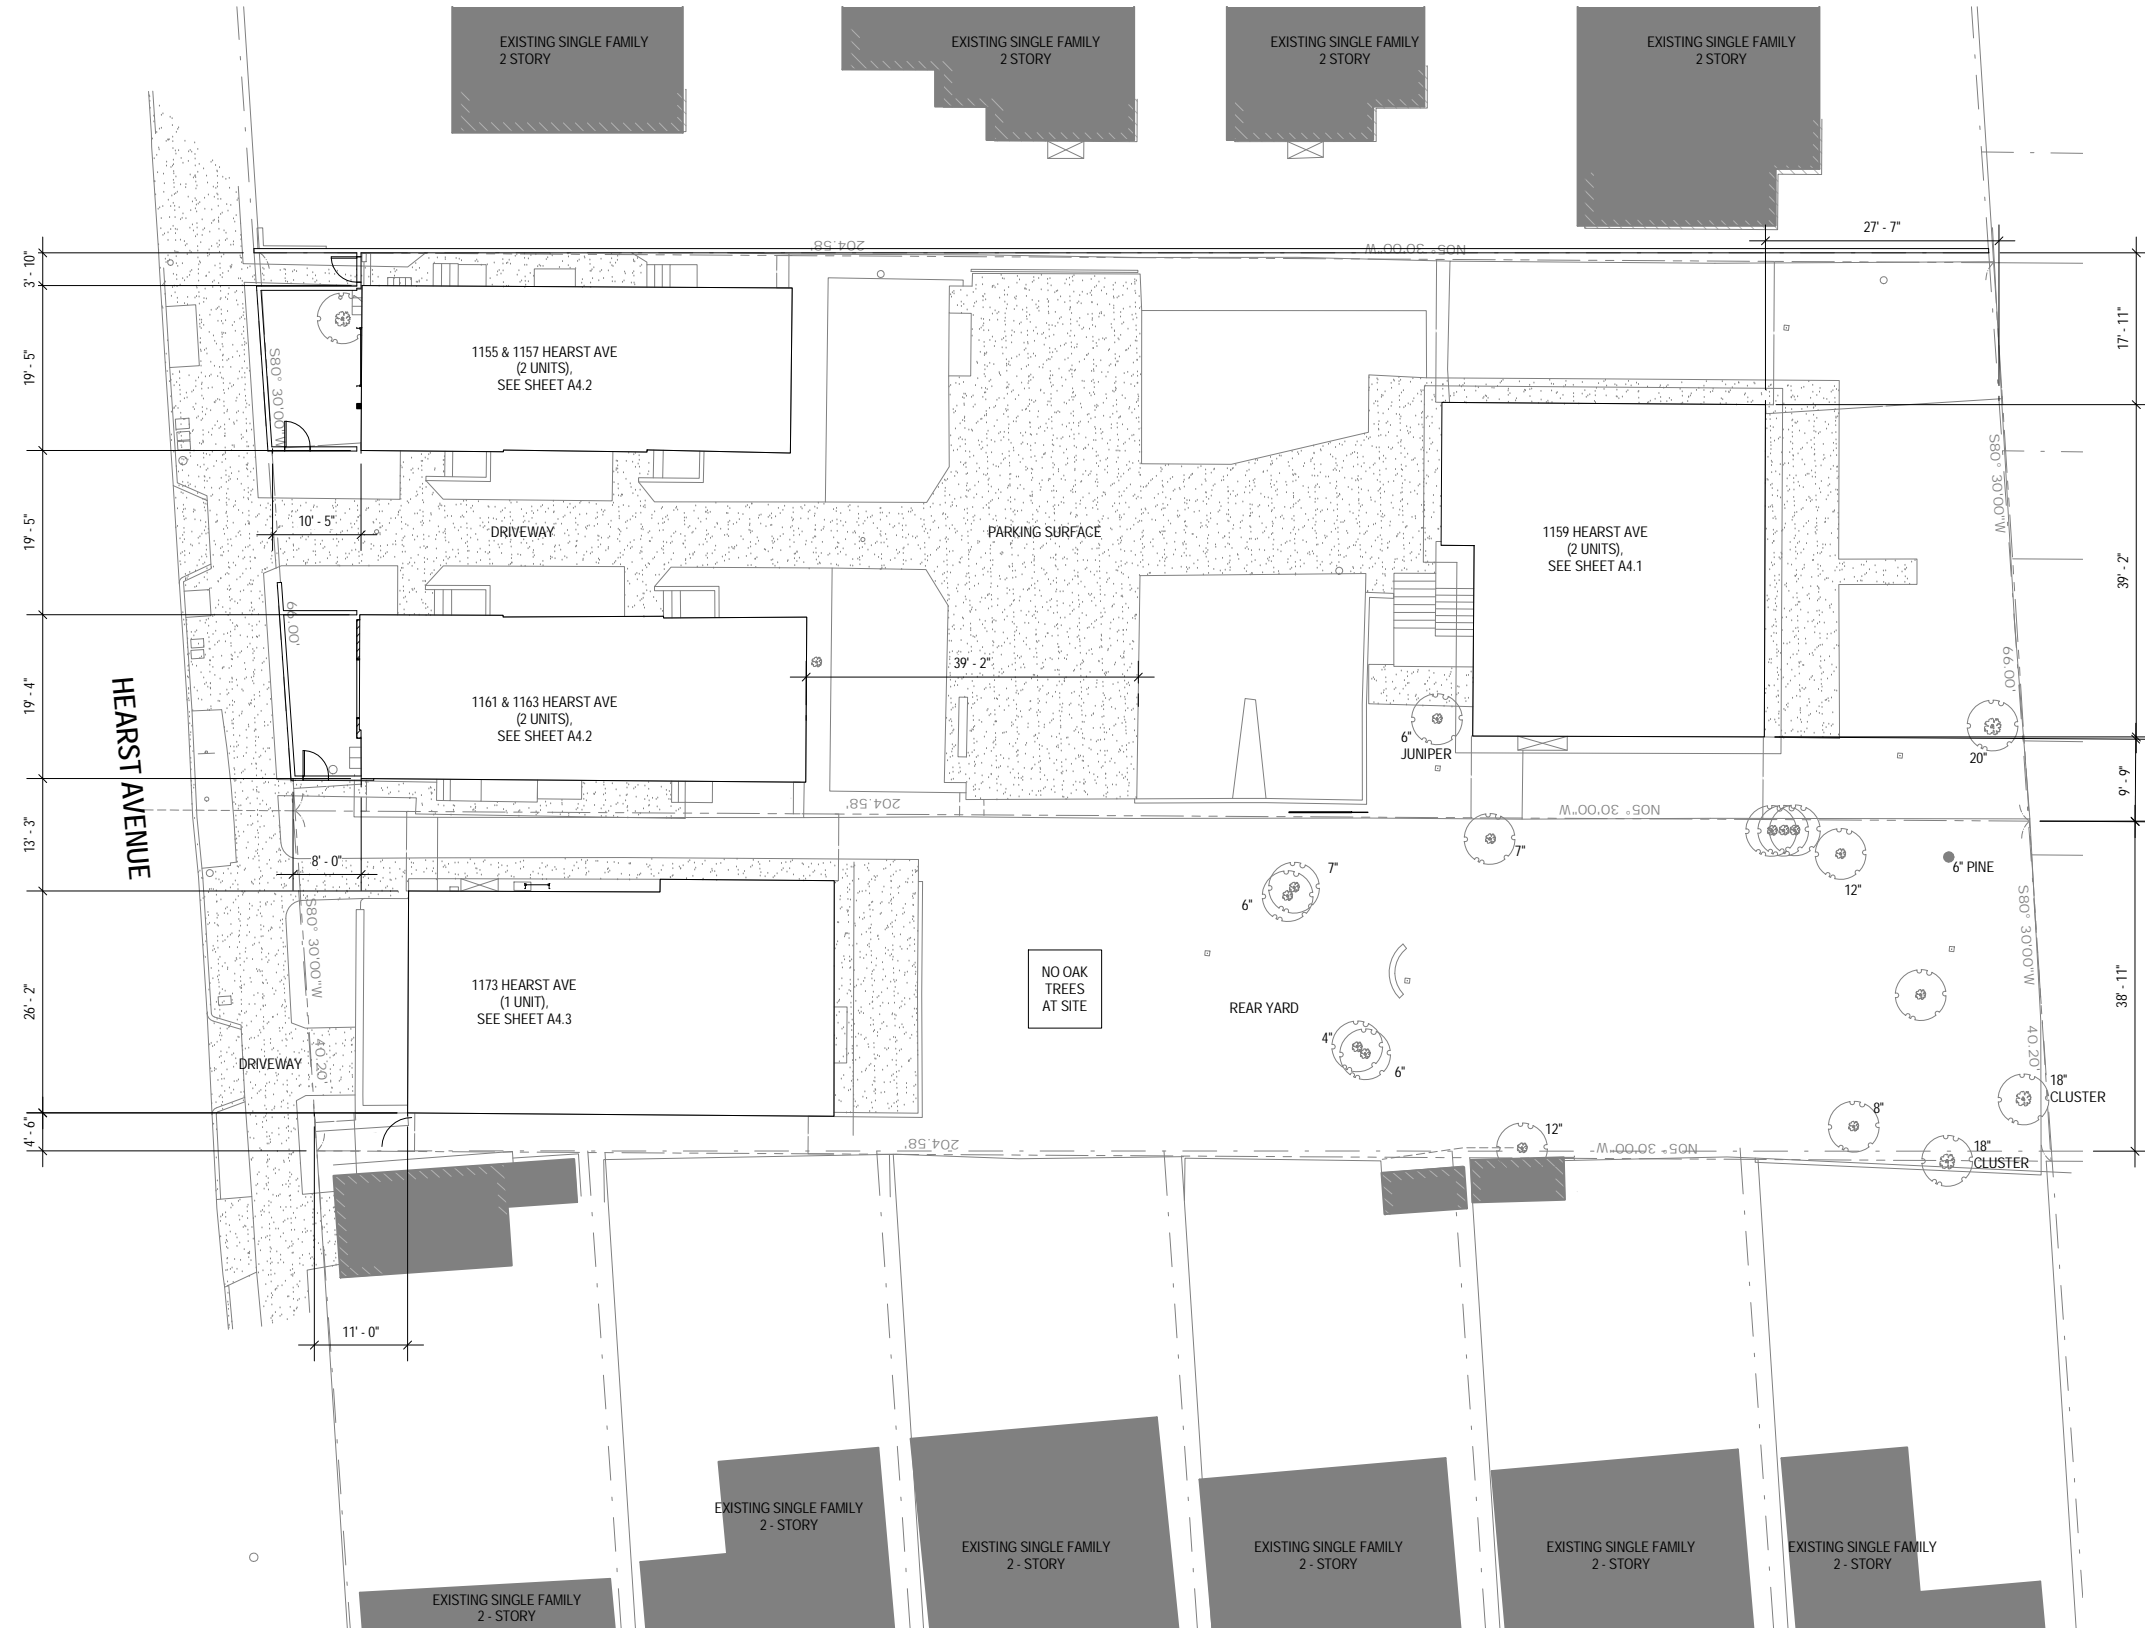 EXISTING SINGLE FAMILY
2 STORY
EXISTING SINGLE FAMILY
2 STORY
EXISTING SINGLE FAMILY
2 STORY
EXISTING SINGLE FAMILY
2 STORY
27' - 7"
204.58'
N05° 30'00"W
3' - 10"
19' - 5"
19' - 5"
19' - 4"
13' - 3"
26' - 2"
4' - 6"
17' - 11"
39' - 2"
9' - 9"
38' - 11"
S80° 30'00"W
1155 & 1157 HEARST AVE
(2 UNITS),
SEE SHEET A4.2
10' - 5"
DRIVEWAY
PARKING SURFACE
1159 HEARST AVE
(2 UNITS),
SEE SHEET A4.1
S80° 30'00"W
66.00'
66.00'
39' - 2"
1161 & 1163 HEARST AVE
(2 UNITS),
SEE SHEET A4.2
HEARST AVENUE
6"
JUNIPER
20"
204.58'
N05° 30'00"W
8' - 0"
7"
7"
6"
12"
6" PINE
S80° 30'00"W
S80° 30'00"W
1173 HEARST AVE
(1 UNIT),
SEE SHEET A4.3
NO OAK
TREES
AT SITE
REAR YARD
4"
6"
DRIVEWAY
40.20'
40.20'
18"
CLUSTER
8"
12"
18"
CLUSTER
204.58'
N05° 30'00"W
11' - 0"
EXISTING SINGLE FAMILY
2 - STORY
EXISTING SINGLE FAMILY
2 - STORY
EXISTING SINGLE FAMILY
2 - STORY
EXISTING SINGLE FAMILY
2 - STORY
EXISTING SINGLE FAMILY
2 - STORY
EXISTING SINGLE FAMILY
2 - STORY